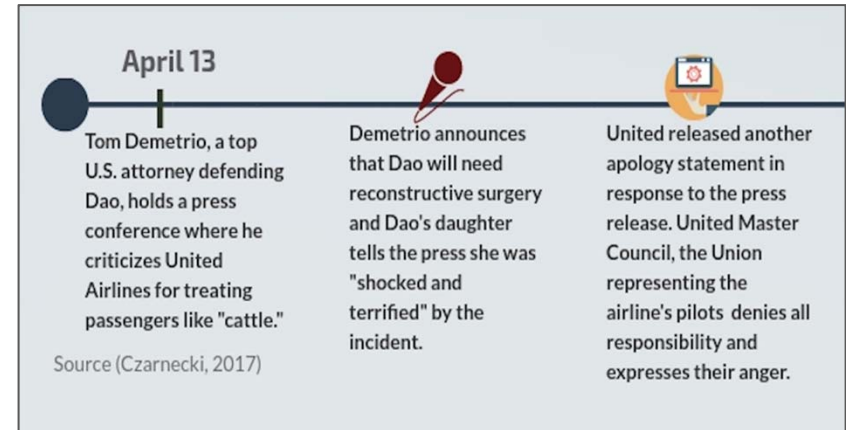 April 13
Tom Demetrio, a top
U.S. attorney defending
Dao, holds a press
conference where he
criticizes United
Airlines for treating
passengers like "cattle."
Source (Czarnecki, 2017)
Demetrio announces
that Dao will need
reconstructive surgery
and Dao's daughter
tells the press she was
"shocked and
terrified" by the
incident.
United released another
apology statement in
response to the press
release. United Master
Council, the Union
representing the
airline's pilots denies all
responsibility and
expresses their anger.